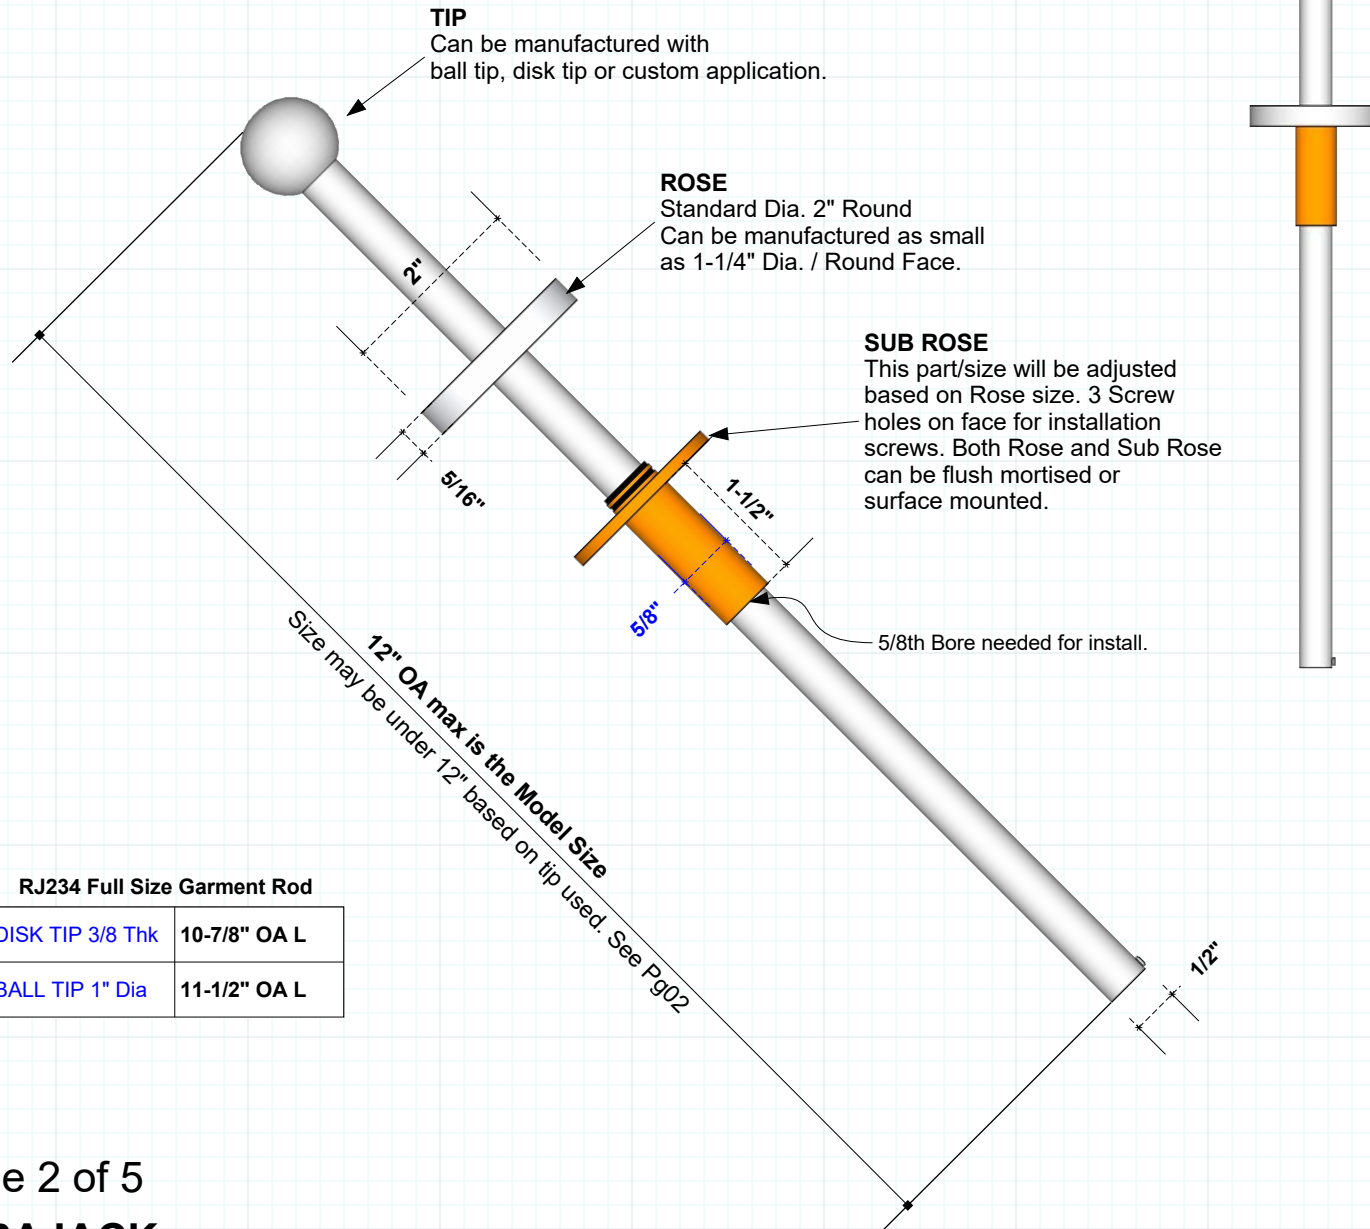 TIP
Can be manufactured with
ball tip, disk tip or custom application.
ROSE
Standard Dia. 2" Round
Can be manufactured as small
as 1-1/4" Dia. / Round Face.
2"
SUB ROSE
This part/size will be adjusted
based on Rose size. 3 Screw
holes on face for installation
screws. Both Rose and Sub Rose
can be flush mortised or
surface mounted.
5/16"
1-1/2"
5/8"
5/8th Bore needed for install.
12" OA max is the Model Size
Size may be under 12" based on tip used. See Pg02
1/2"
RJ234 Full Size Garment Rod
DISK TIP 3/8 Thk 10-7/8" OA L
BALL TIP 1" Dia 11-1/2" OA L
e 2 of 5